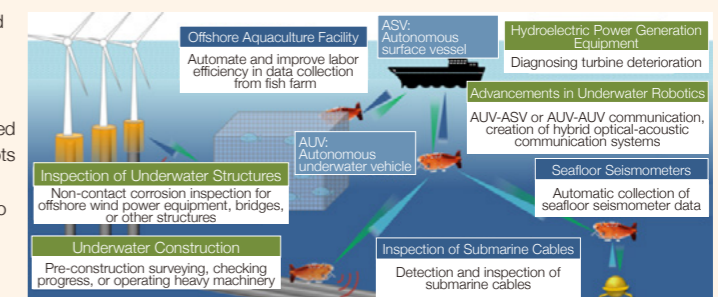 d
ed
ots
o
Offshore Aquaculture Facility
Automate and improve labor
efficiency in data collection
from fish farm
ASV:
Autonomous
surface vessel
Hydroelectric Power Generation
Equipment
Diagnosing turbine deterioration
Advancements in Underwater Robotics
AUV-ASV or AUV-AUV communication,
creation of hybrid optical-acoustic
communication systems
AUV:
Autonomous
underwater vehicle
Inspection of Underwater Structures
Non-contact corrosion inspection for
offshore wind power equipment, bridges,
or other structures
Seafloor Seismometers
Automatic collection of
seafloor seismometer data
Underwater Construction
Pre-construction surveying, checking
progress, or operating heavy machinery
Inspection of Submarine Cables
Detection and inspection of
submarine cables